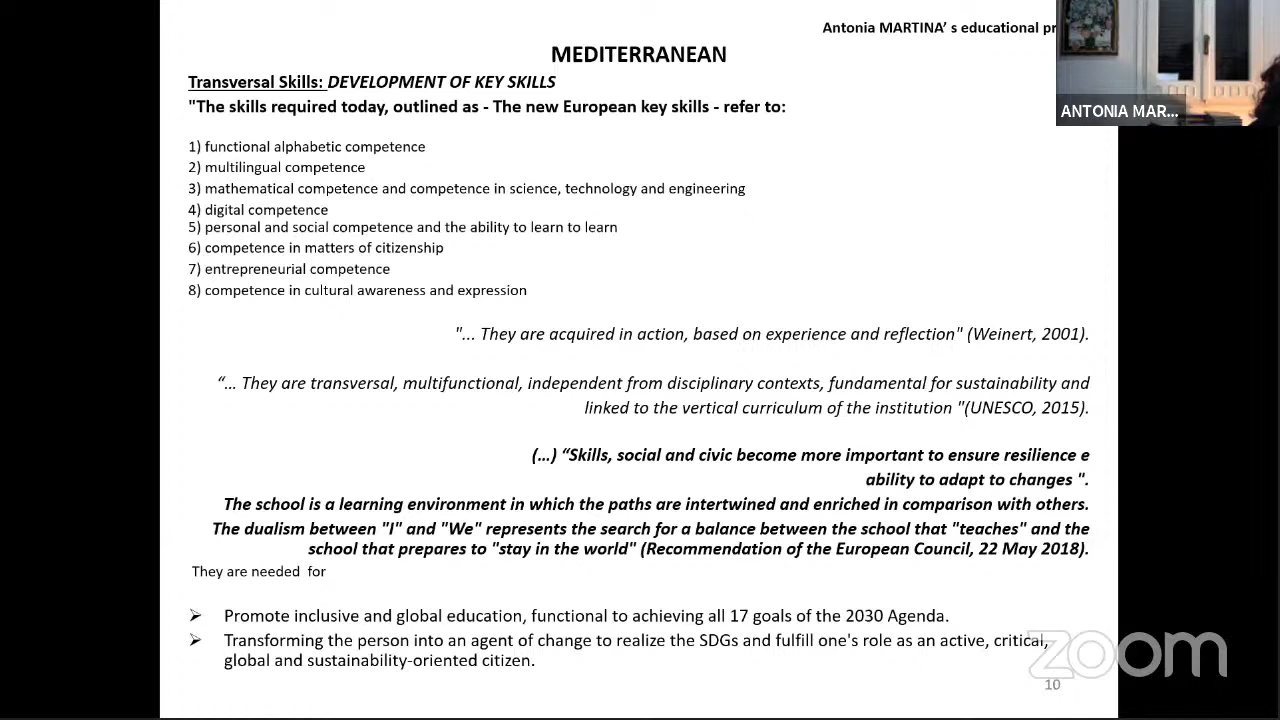 Antonia MARTINA’ s educational pr
MEDITERRANEAN
ANTONIA MAR...
Transversal Skills: DEVELOPMENT OF KEY SKILLS
"The skills required today, outlined as - The new European key skills - refer to:
1) functional alphabetic competence
2) multilingual competence
3) mathematical competence and competence in science, technology and engineering
4) digital competence
5) personal and social competence and the ability to learn to learn
6) competence in matters of citizenship
7) entrepreneurial competence
8) competence in cultural awareness and expression
"... They are acquired in action, based on experience and reflection" (Weinert, 2001).
“... They are transversal, multifunctional, independent from disciplinary contexts, fundamental for sustainability and
linked to the vertical curriculum of the institution "(UNESCO, 2015).
(...) “Skills, social and civic become more important to ensure resilience e
ability to adapt to changes ".
The school is a learning environment in which the paths are intertwined and enriched in comparison with others.
The dualism between "I" and "We" represents the search for a balance between the school that "teaches" and the
school that prepares to "stay in the world" (Recommendation of the European Council, 22 May 2018).
They are needed  for
Promote inclusive and global education, functional to achieving all 17 goals of the 2030 Agenda.
Transforming the person into an agent of change to realize the SDGs and fulfill one's role as an active, critical,
global and sustainability-oriented citizen.
zoom
10